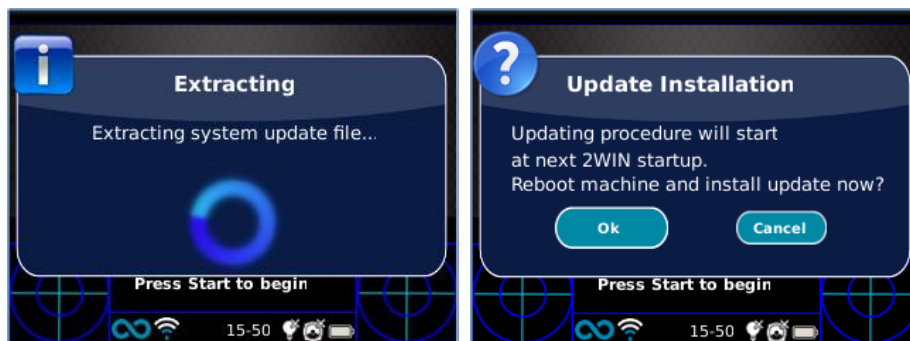 Extracting
Extracting system update file...
Press Start to begin
15-50
Update Installation
Updating procedure will start
at next 2WIN startup.
Reboot machine and install update now?
Ok
Cancel
Press Start to begin
15-50